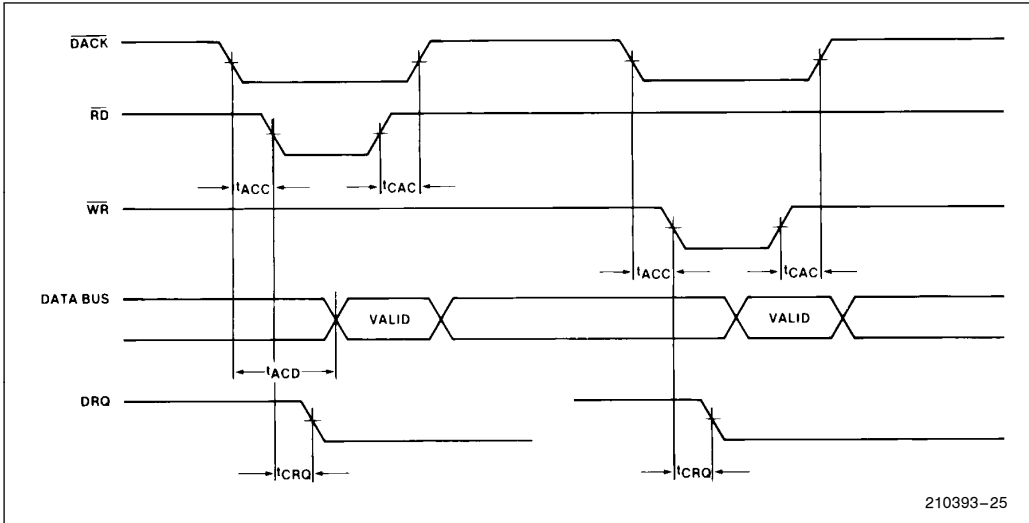 DACK
RD
tACC
tCAC
WR
tACC
tCAC
DATA BUS
VALID
VALID
tACD
DRQ
tCRQ
tCRQ
210393–25